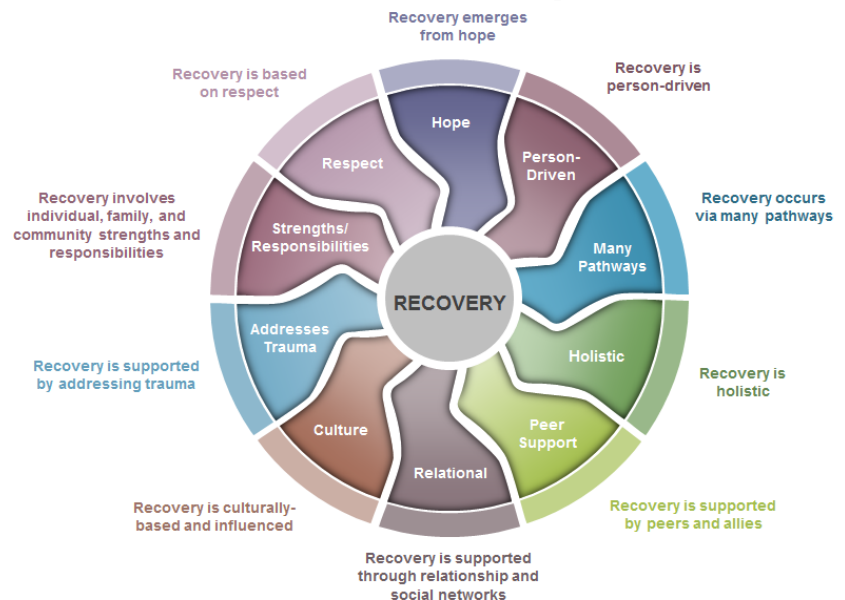 Recovery emerges
from hope
Hope
Recovery is
person-driven
Person-
Driven
Recovery occurs
via many pathways
Many
Pathways
Recovery is
holistic
Holistic
Recovery is supported
by peers and allies
Peer
Support
Recovery is supported
through relationship and
social networks
Relational
Recovery is culturally-
based and influenced
Culture
Recovery is supported
by addressing trauma
Addresses
Trauma
Recovery involves
individual, family, and
community strengths and
responsibilities
Strengths/
Responsibilities
Recovery is based
on respect
Respect
RECOVERY